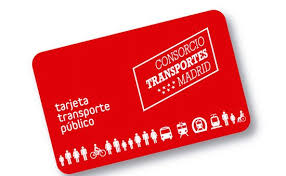 CONSORCIO
TRANSPORTES
MADRID
tarjeta
transporte
público